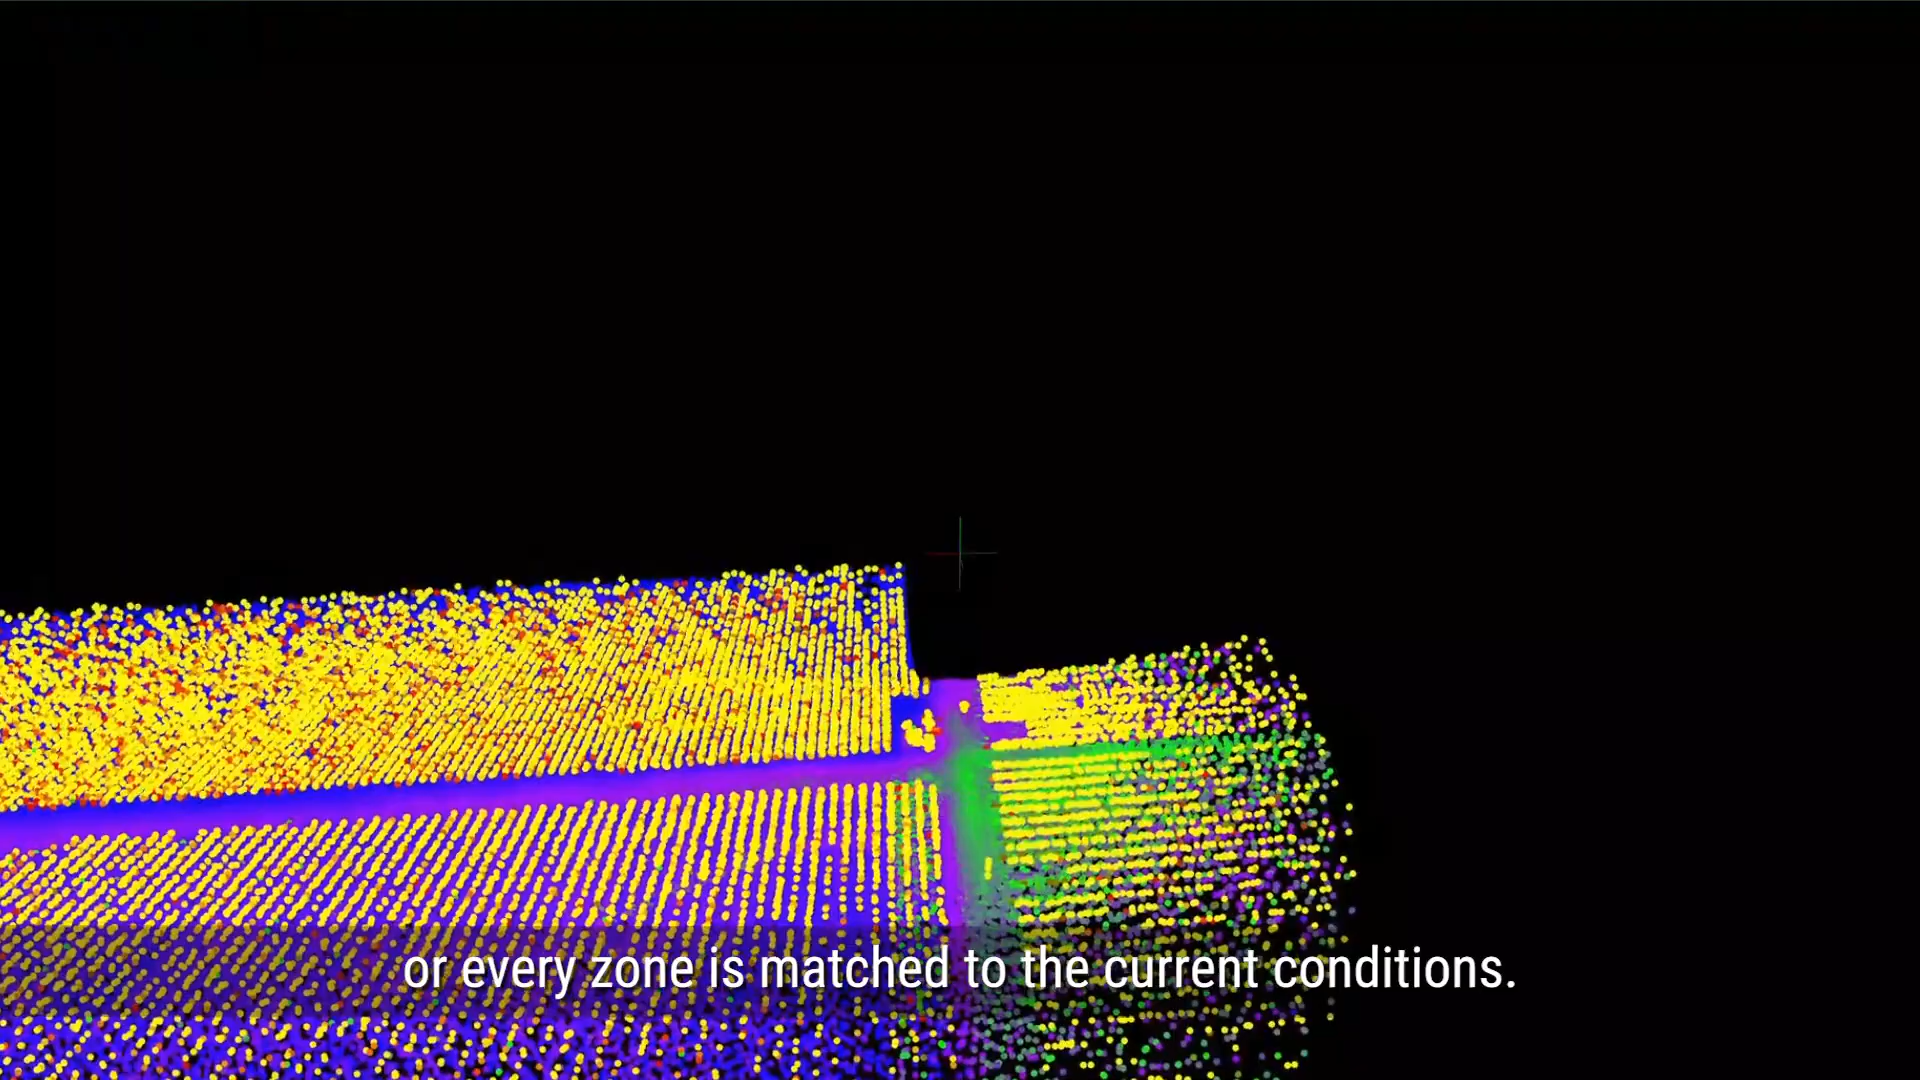 or every zone is matched to the current conditions.